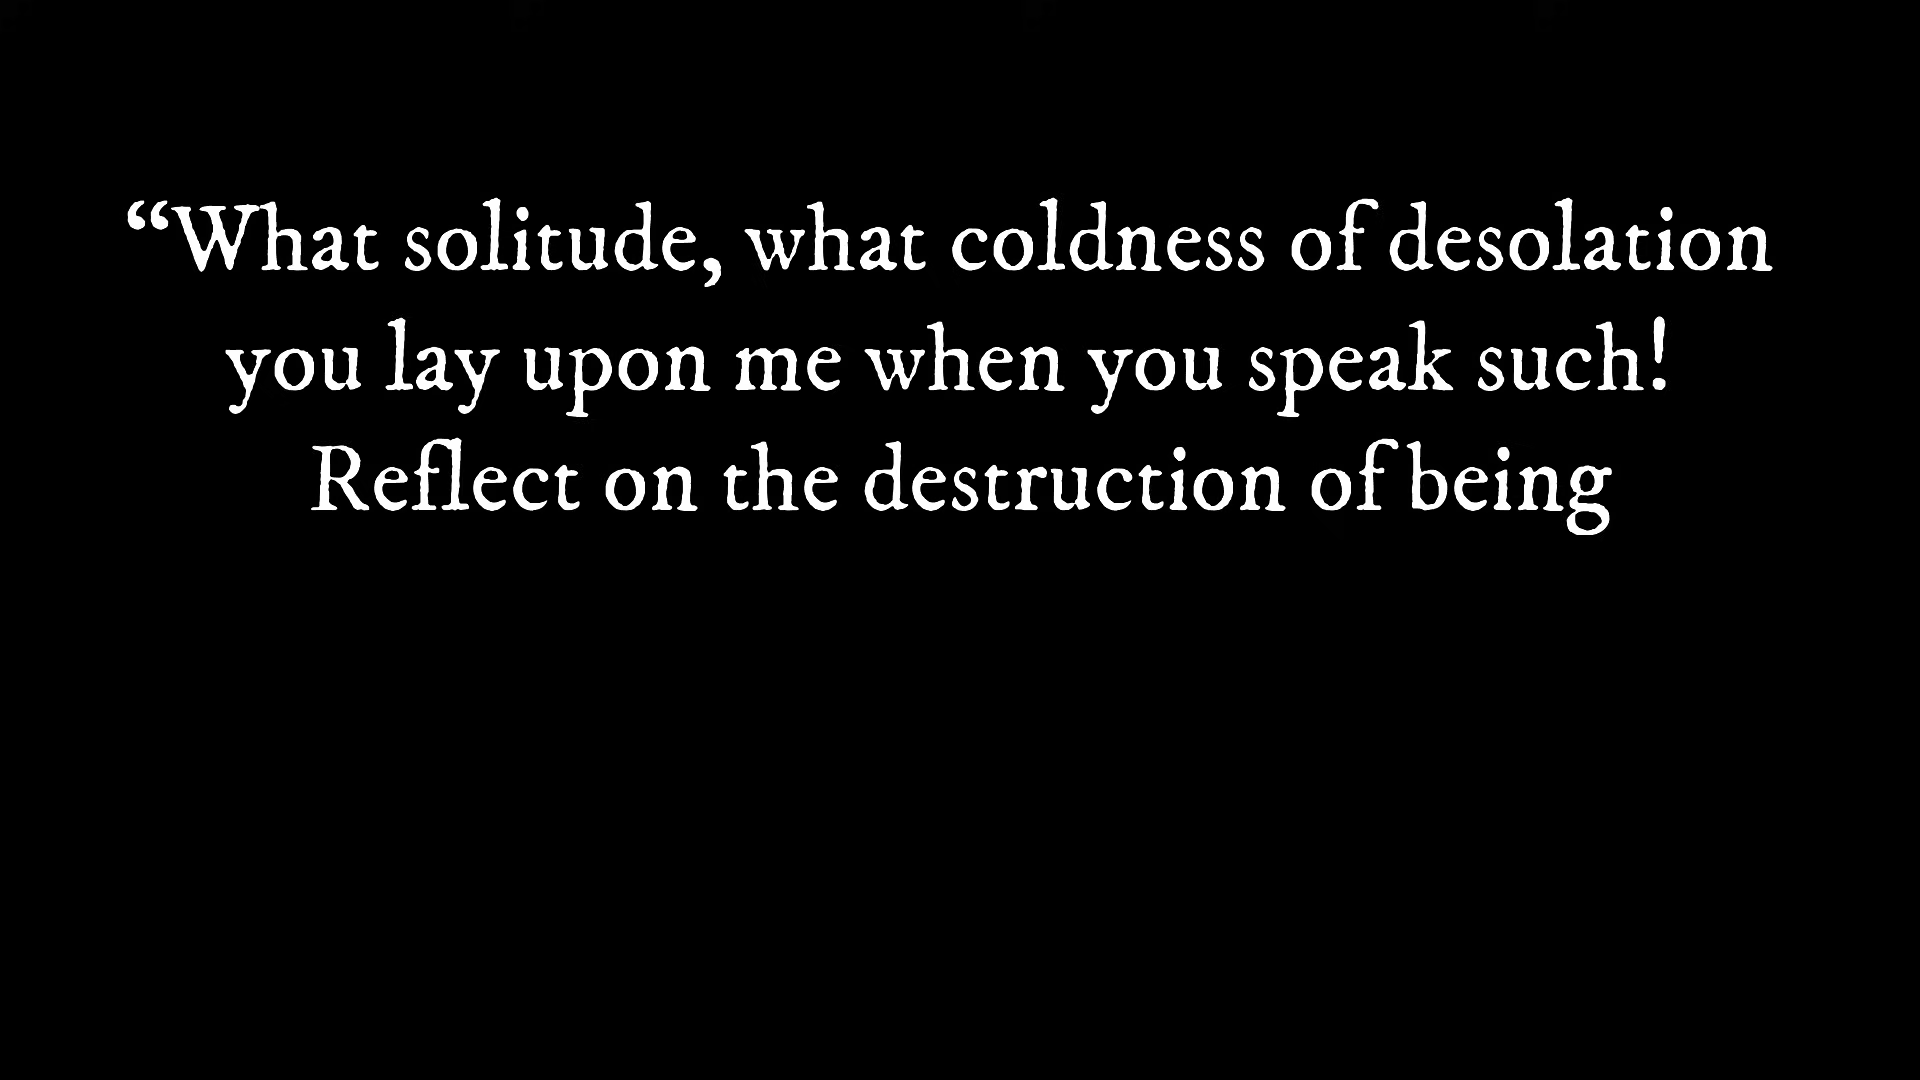 “What solitude, what coldness of desolation
you lay upon me when you speak such!
Reflect on the destruction of being